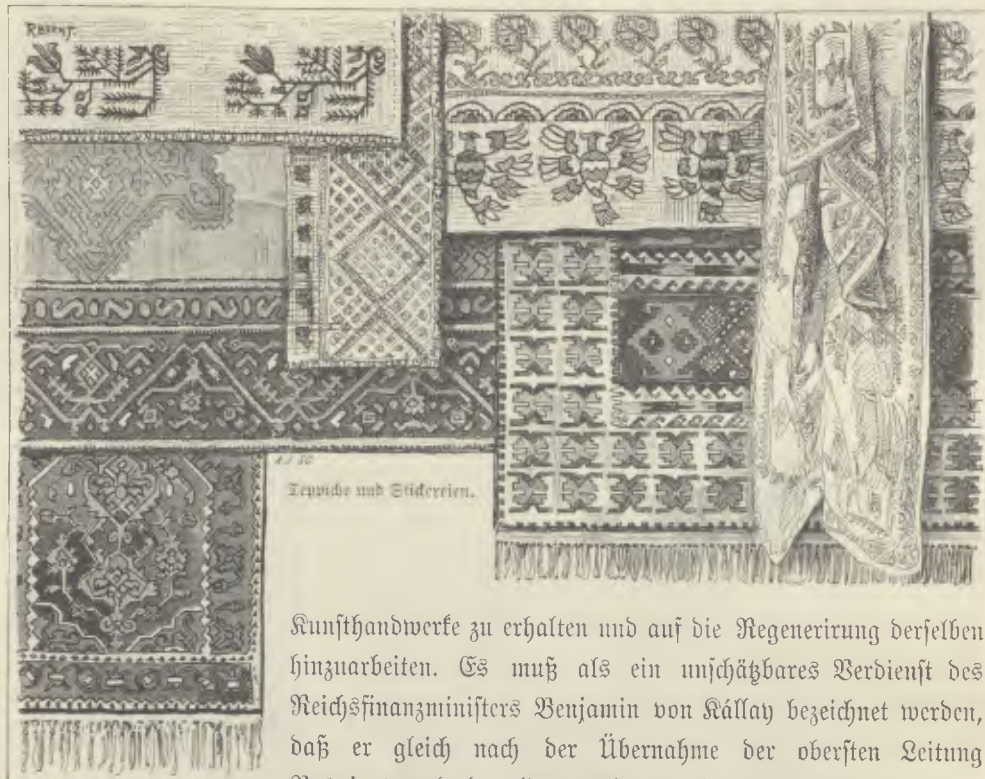 RBERNT.
Teppiche und Stickereien.
Kunsthandwerke zu erhalten und auf die Regenerirung derselben
hinzuarbeiten. Es muß als ein unschätzbares Verdienst des
Reichsfinanzministers Benjamin von Kállay bezeichnet werden,
daß er gleich nach der Übernahme der obersten Leitung